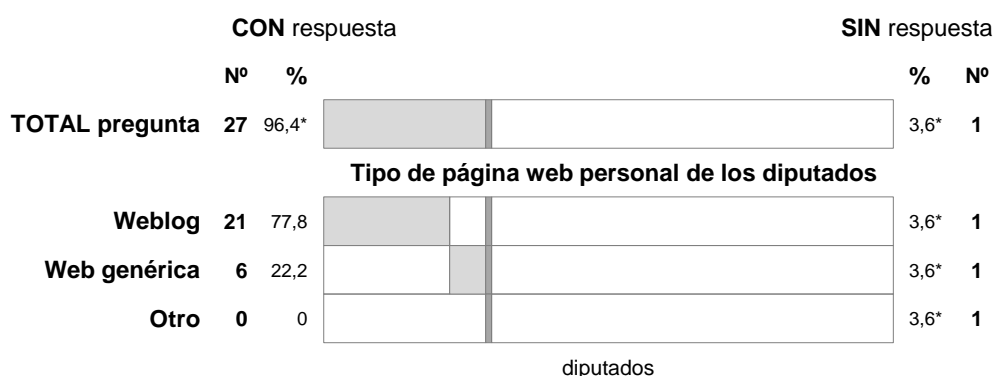 CON respuesta SIN respuesta
Nº % % Nº
TOTAL pregunta 27 96,4* 3,6* 1
Tipo de página web personal de los diputados
Weblog 21 77,8 3,6* 1
Web genérica 6 22,2 3,6* 1
Otro 0 0 3,6* 1
diputados